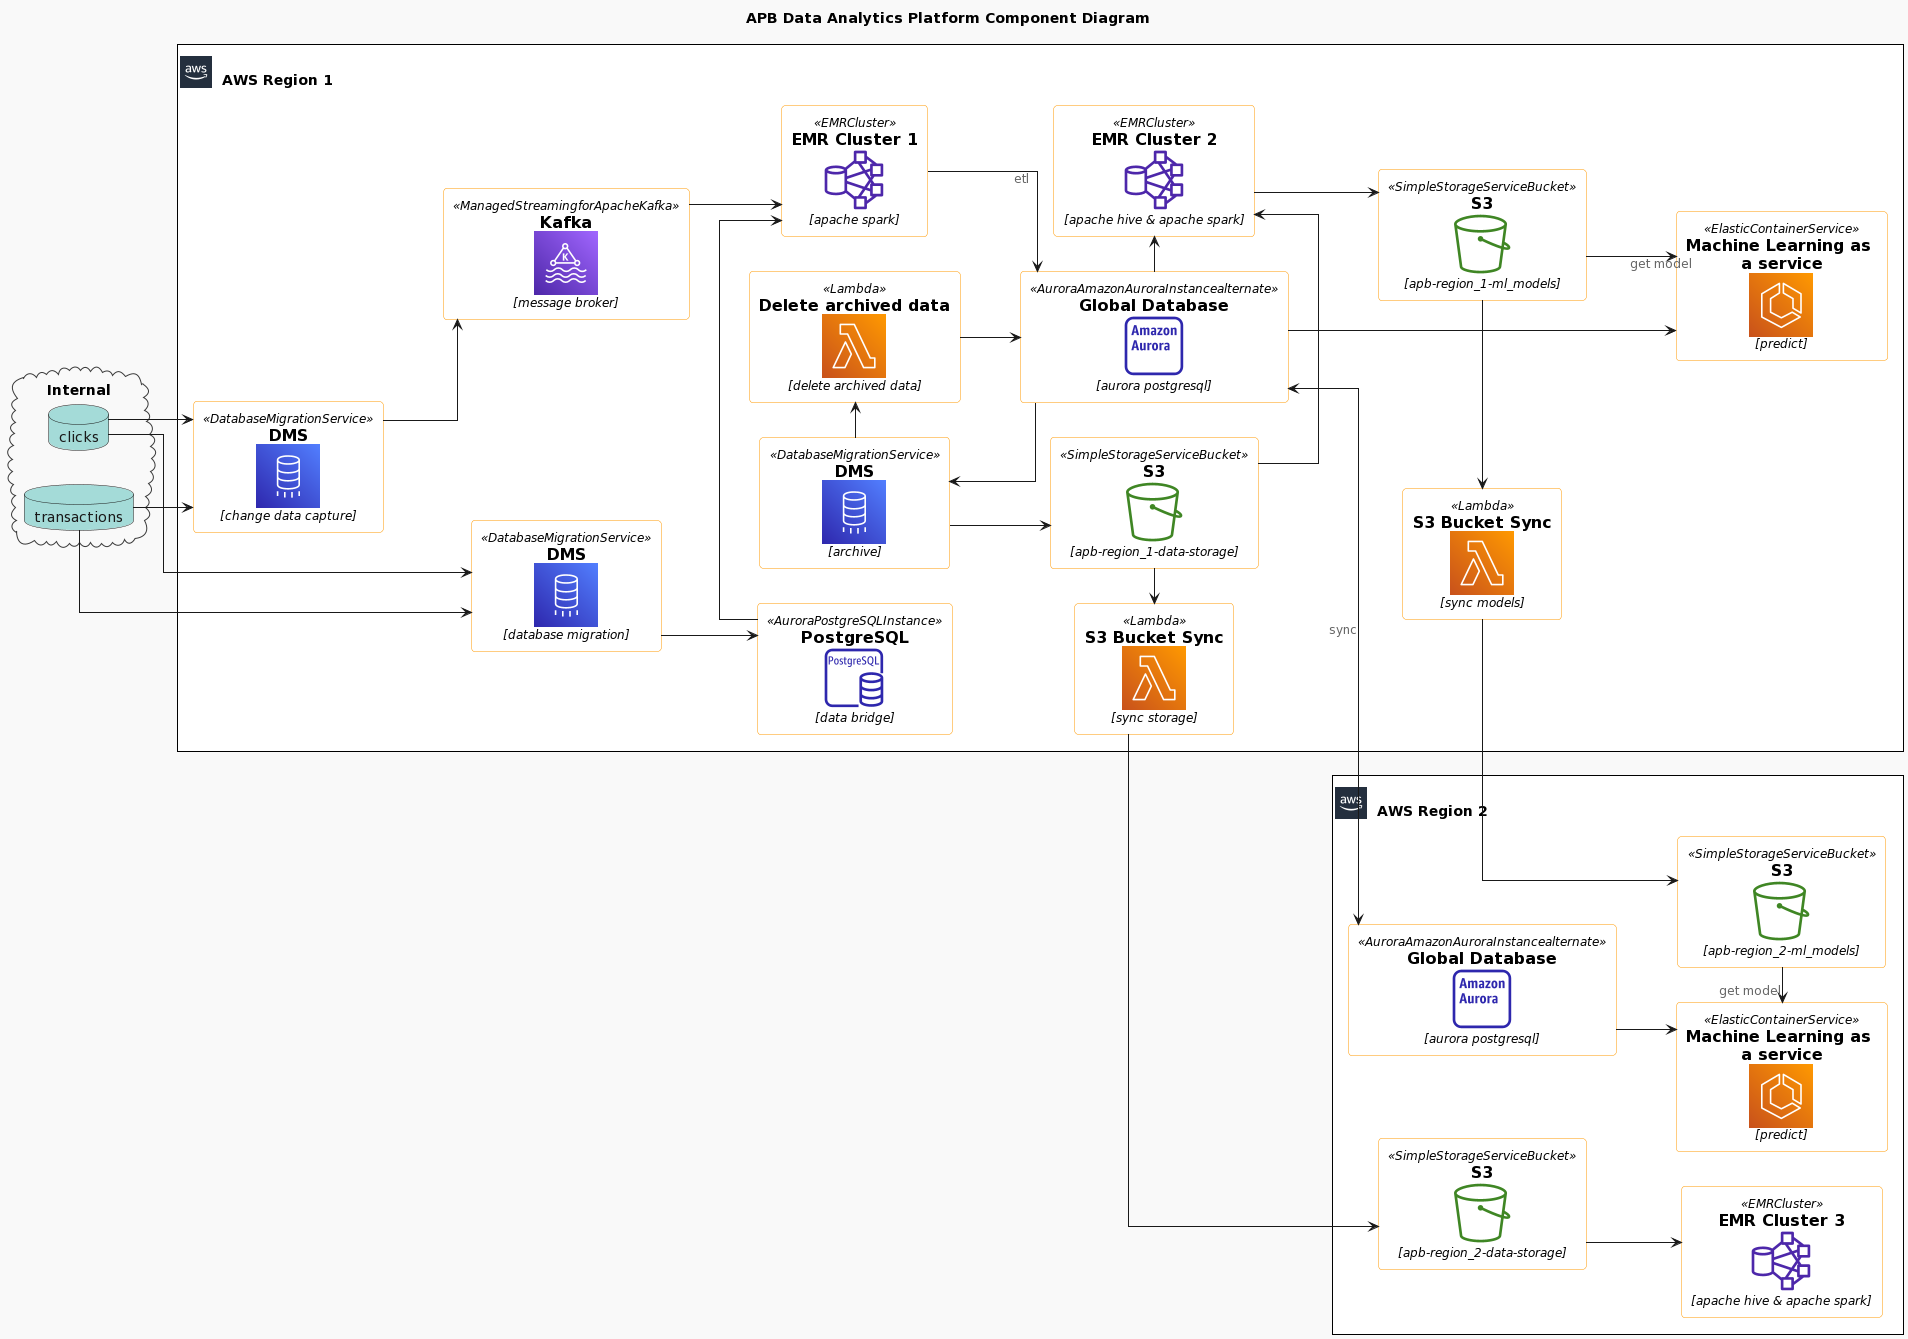 APB Data Analytics Platform Component Diagram
aws
AWS Region 1
«EMRCluster»
EMR Cluster 1
[apache spark]
etl
«EMRCluster»
EMR Cluster 2
[apache hive & apache spark]
«SimpleStorageServiceBucket»
S3
[apb-region_1-ml_models]
get model
«ElasticContainerService»
Machine Learning as
a service
[predict]
«ManagedStreamingforApacheKafka»
Kafka
K
[message broker]
«Lambda»
Delete archived data
[delete archived data]
«AuroraAmazonAuroraInstancealternate»
Global Database
Amazon
Aurora
[aurora postgresql]
Internal
clicks
transactions
«DatabaseMigrationService»
DMS
[change data capture]
«DatabaseMigrationService»
DMS
[archive]
«SimpleStorageServiceBucket»
S3
[apb-region_1-data-storage]
«Lambda»
S3 Bucket Sync
[sync models]
«DatabaseMigrationService»
DMS
[database migration]
«AuroraPostgreSQLInstance»
PostgreSQL
PostgreSQL
[data bridge]
«Lambda»
S3 Bucket Sync
[sync storage]
sync
aws
AWS Region 2
«SimpleStorageServiceBucket»
S3
[apb-region_2-ml_models]
get model
«AuroraAmazonAuroraInstancealternate»
Global Database
Amazon
Aurora
[aurora postgresql]
«ElasticContainerService»
Machine Learning as
a service
[predict]
«SimpleStorageServiceBucket»
S3
[apb-region_2-data-storage]
«EMRCluster»
EMR Cluster 3
[apache hive & apache spark]